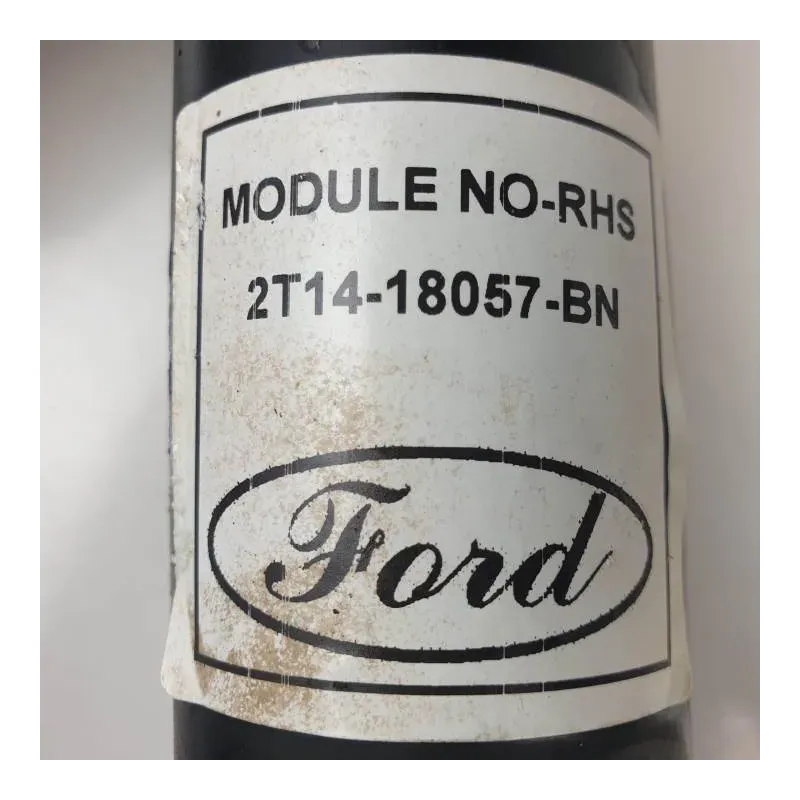 MODULE NO-RHS
2T14-18057-BN
Ford